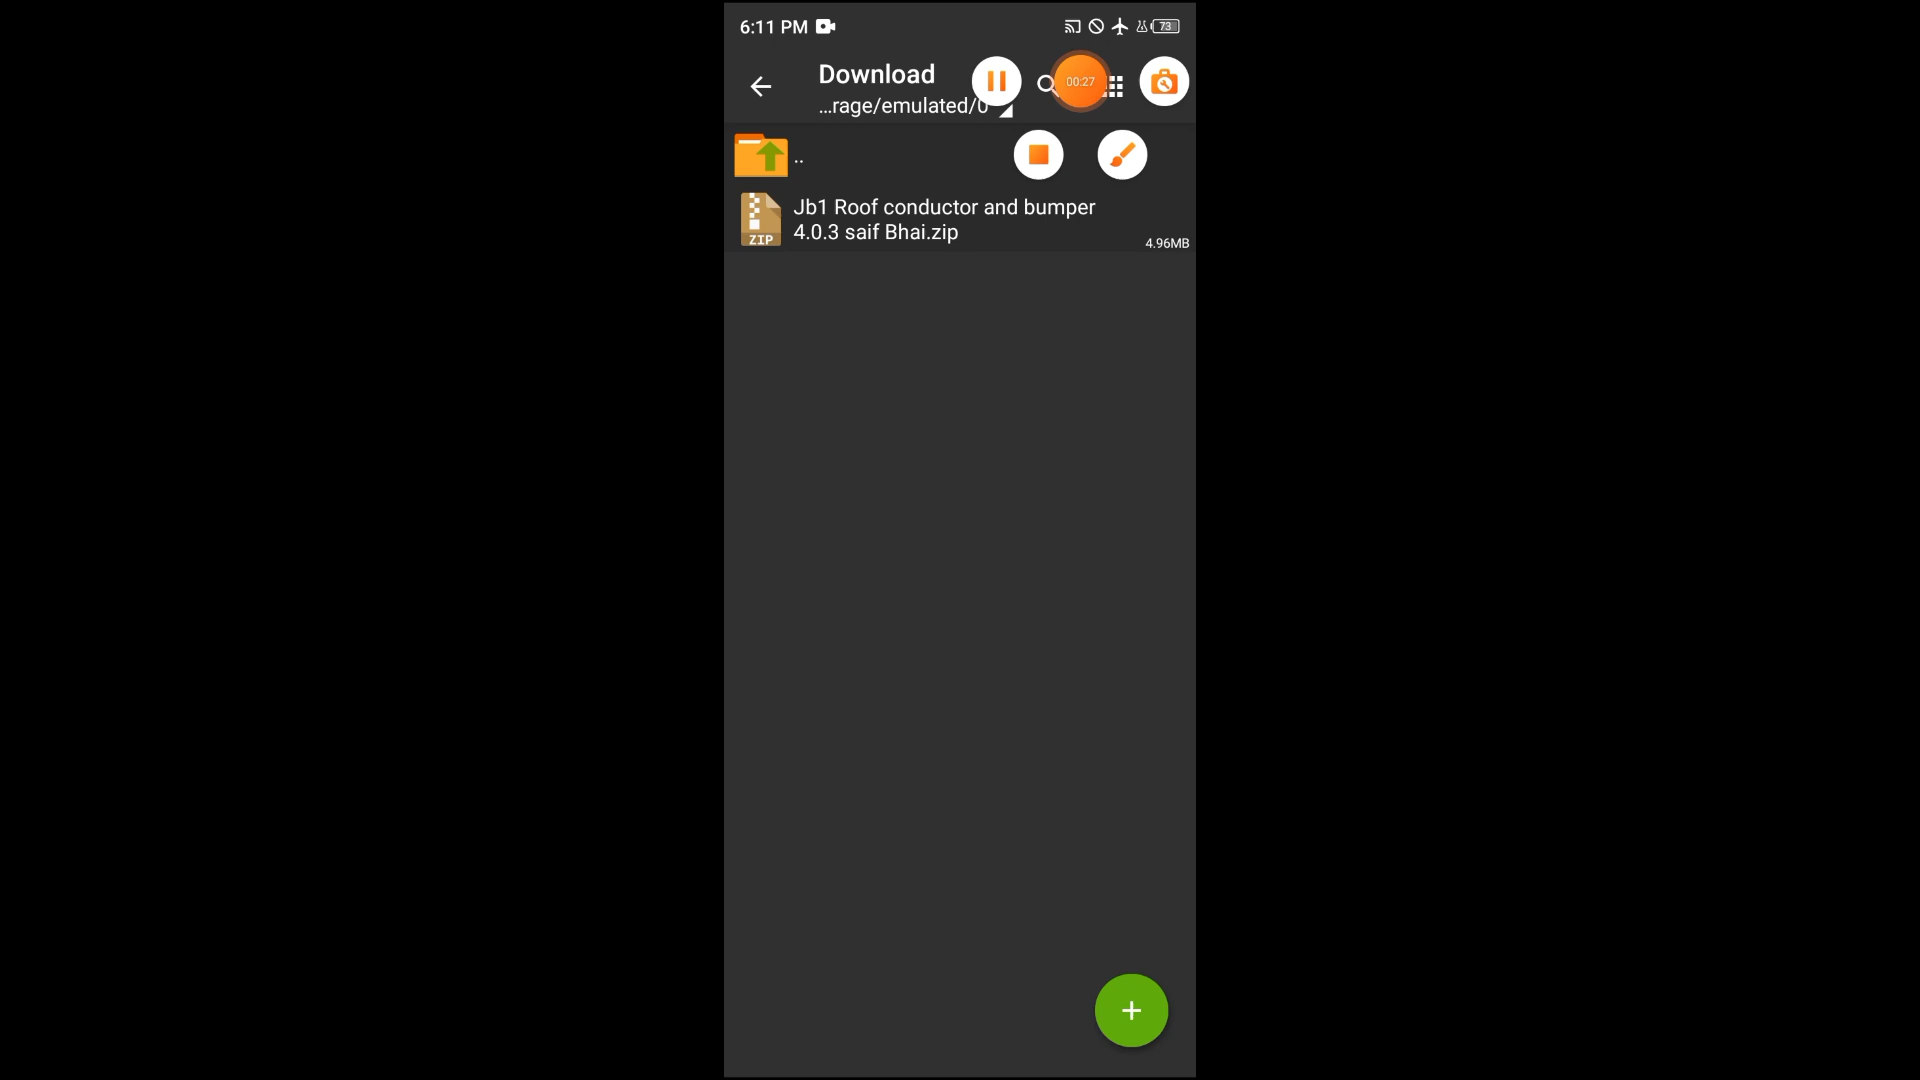 6:11 PM
73
Download
...rage/emulated/0
00:27
..
Jb1 Roof conductor and bumper
4.0.3 saif Bhai.zip
ZIP
4.96MB